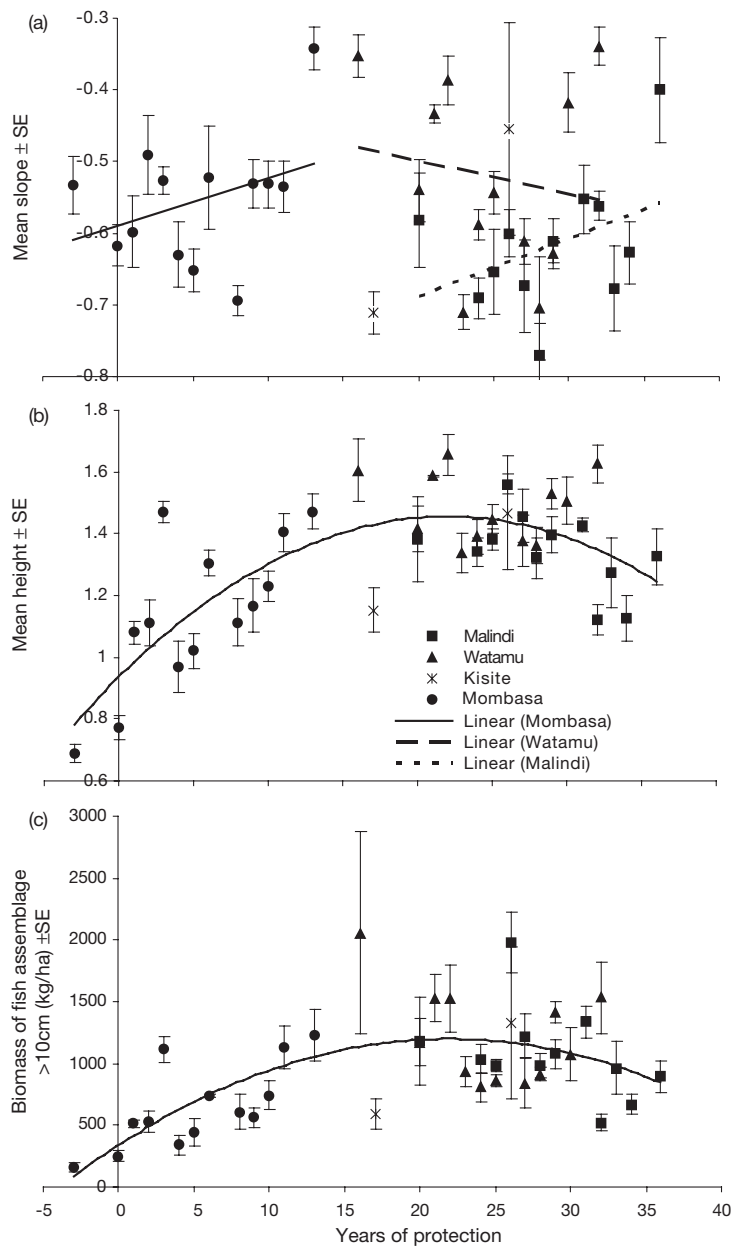 (a)
-0.3
-0.4
-0.5
-0.6
-0.7
-0.8
Mean slope ± SE
(b)
1.8
1.6
1.4
1.2
1
0.8
0.6
Mean height ± SE
Malindi
Watamu
Kisite
Mombasa
Linear (Mombasa)
Linear (Watamu)
Linear (Malindi)
(c)
3000
2500
2000
1500
1000
500
0
Biomass of fish assemblage
>10cm (kg/ha) ±SE
-5 0 5 10 15 20 25 30 35 40
Years of protection